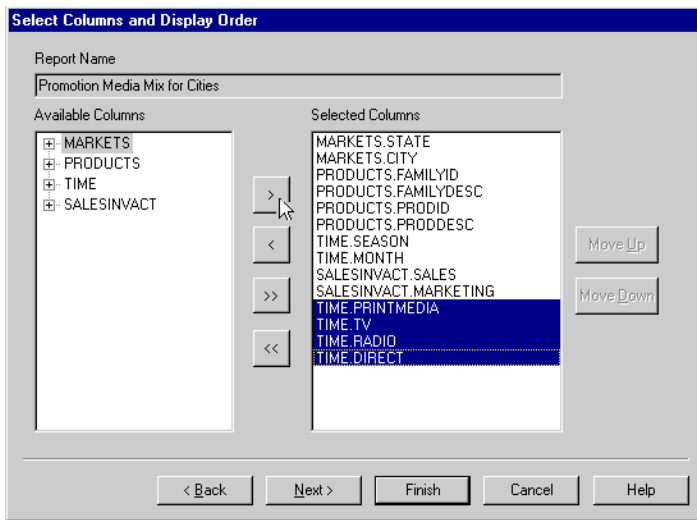 Select Columns and Display Order
Report Name
Promotion Media Mix for Cities
Available Columns
MARKETS
PRODUCTS
TIME
SALESINVACT
>
<
>>
<<
Selected Columns
MARKETS.STATE
MARKETS.CITY
PRODUCTS.FAMILYID
PRODUCTS.FAMILYDESC
PRODUCTS.PRODID
PRODUCTS.PRODDESC
TIME.SEASON
TIME.MONTH
SALESINVACT.SALES
SALESINVACT.MARKETING
TIME.PRINTMEDIA
TIME.TV
TIME.RADIO
TIME.DIRECT
Move Up
Move Down
< Back Next > Finish Cancel Help